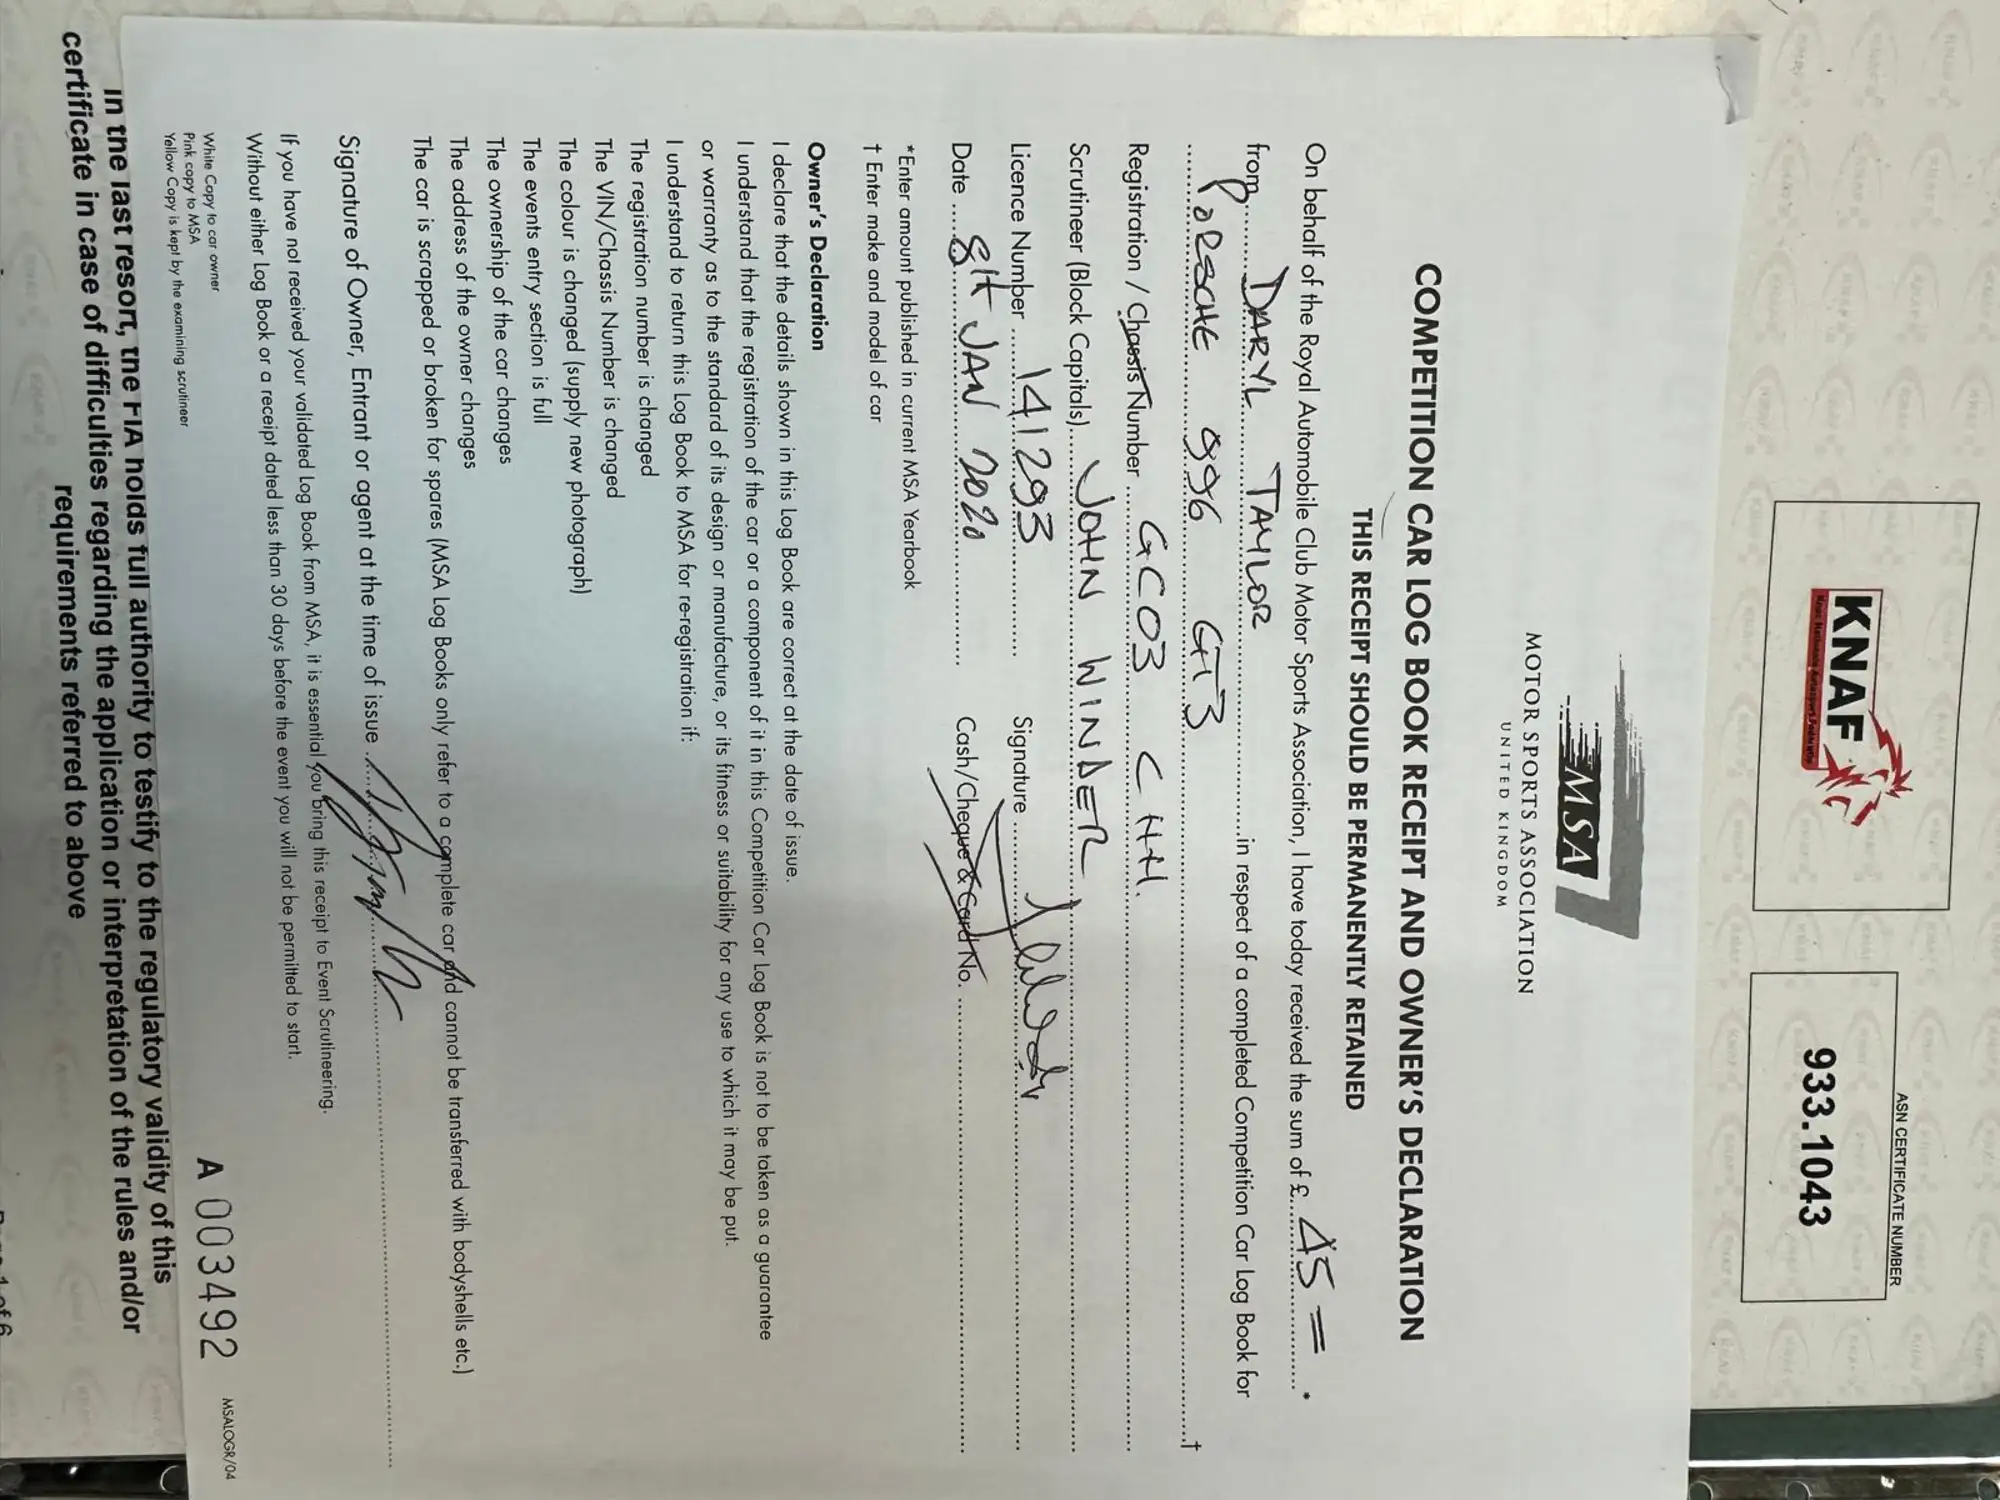 KNAF
Knac Nationale Autosport Federatie
ASN CERTIFICATE NUMBER
933.1043
MSA
MOTOR SPORTS ASSOCIATION
UNITED KINGDOM
COMPETITION CAR LOG BOOK RECEIPT AND OWNER'S DECLARATION
THIS RECEIPT SHOULD BE PERMANENTLY RETAINED
On behalf of the Royal Automobile Club Motor Sports Association, I have today received the sum of £ 45 = *
from DARYL TAYLOR in respect of a completed Competition Car Log Book for
PORSCHE 996 GT3 †
Registration / Chassis Number GC03 CHH.
Scrutineer (Block Capitals) JOHN WINDER
Licence Number 141293 Signature
Date 8th JAN 2020 Cash/Cheque & Card No.
*Enter amount published in current MSA Yearbook
† Enter make and model of car
Owner's Declaration
I declare that the details shown in this Log Book are correct at the date of issue.
I understand that the registration of the car or a component of it in this Competition Car Log Book is not to be taken as a guarantee
or warranty as to the standard of its design or manufacture, or its fitness or suitability for any use to which it may be put.
I understand to return this Log Book to MSA for re-registration if:
The registration number is changed
The VIN/Chassis Number is changed
The colour is changed (supply new photograph)
The events entry section is full
The ownership of the car changes
The address of the owner changes
The car is scrapped or broken for spares (MSA Log Books only refer to a complete car and cannot be transferred with bodyshells etc.)
Signature of Owner, Entrant or agent at the time of issue
If you have not received your validated Log Book from MSA, it is essential you bring this receipt to Event Scrutineering.
Without either Log Book or a receipt dated less than 30 days before the event you will not be permitted to start.
White Copy to car owner
Pink copy to MSA
Yellow Copy is kept by the examining scrutineer
A 003492
MSALOGR/04
In the last resort, the FIA holds full authority to testify to the regulatory validity of this
certificate in case of difficulties regarding the application or interpretation of the rules and/or
requirements referred to above
Page 1 of 6